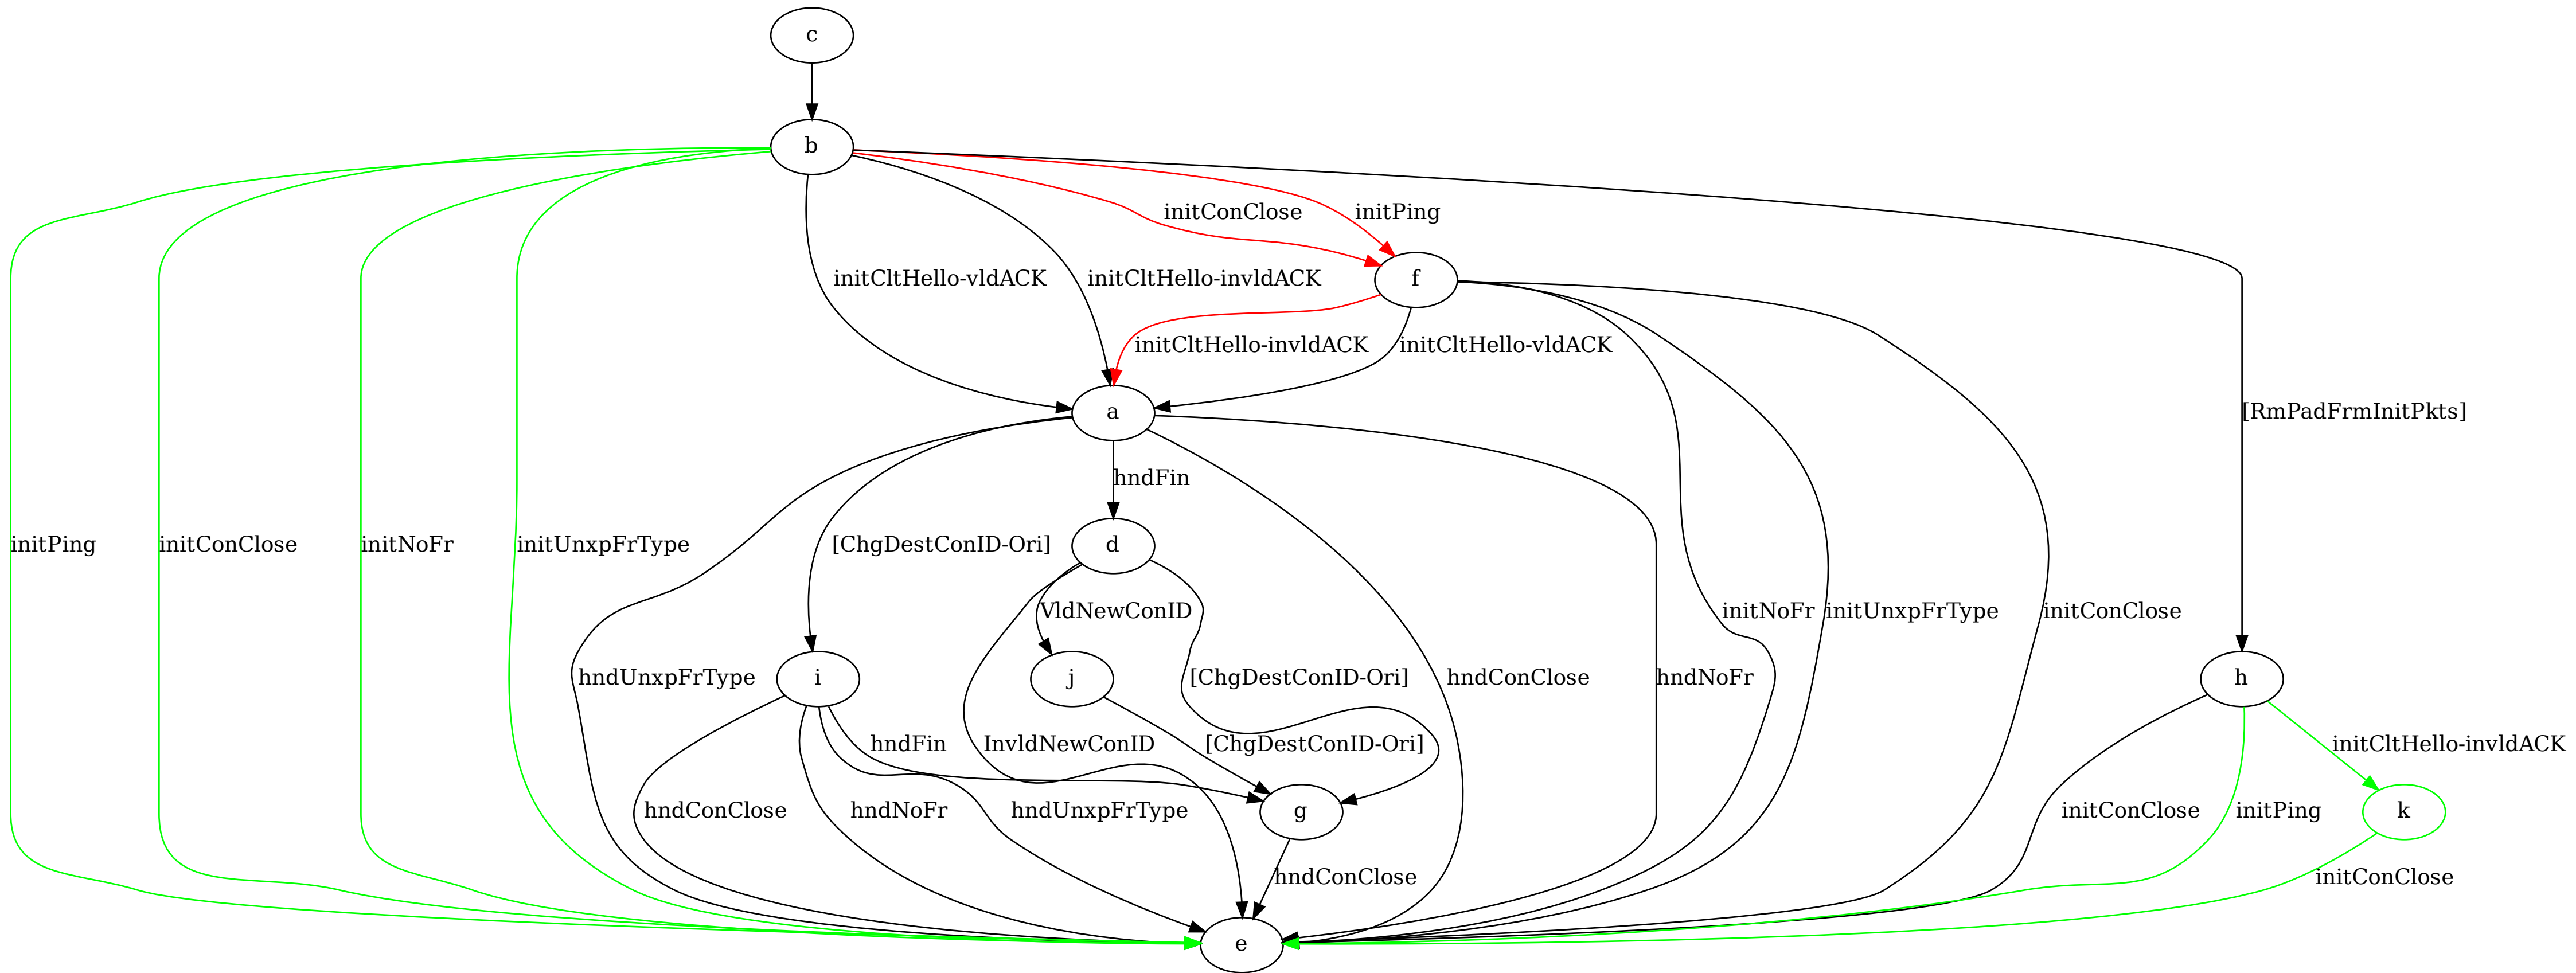 c
b
initConClose
initPing
f
initCltHello-vldACK
initCltHello-invldACK
initCltHello-invldACK
initCltHello-vldACK
a
[RmPadFrmInitPkts]
hndFin
initPing
initConClose
initNoFr
initUnxpFrType
[ChgDestConID-Ori]
d
VldNewConID
initNoFr
initUnxpFrType
initConClose
hndUnxpFrType
i
j
[ChgDestConID-Ori]
hndConClose
hndNoFr
h
hndFin
InvldNewConID
[ChgDestConID-Ori]
initCltHello-invldACK
hndConClose
hndNoFr
hndUnxpFrType
g
initConClose
initPing
k
hndConClose
initConClose
e